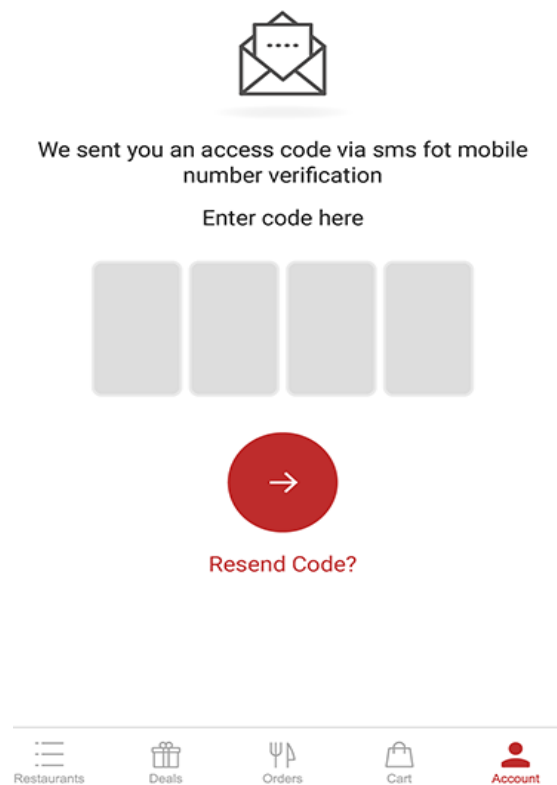 We sent you an access code via sms fot mobile
number verification
Enter code here
Resend Code?
Restaurants
Deals
Orders
Cart
Account